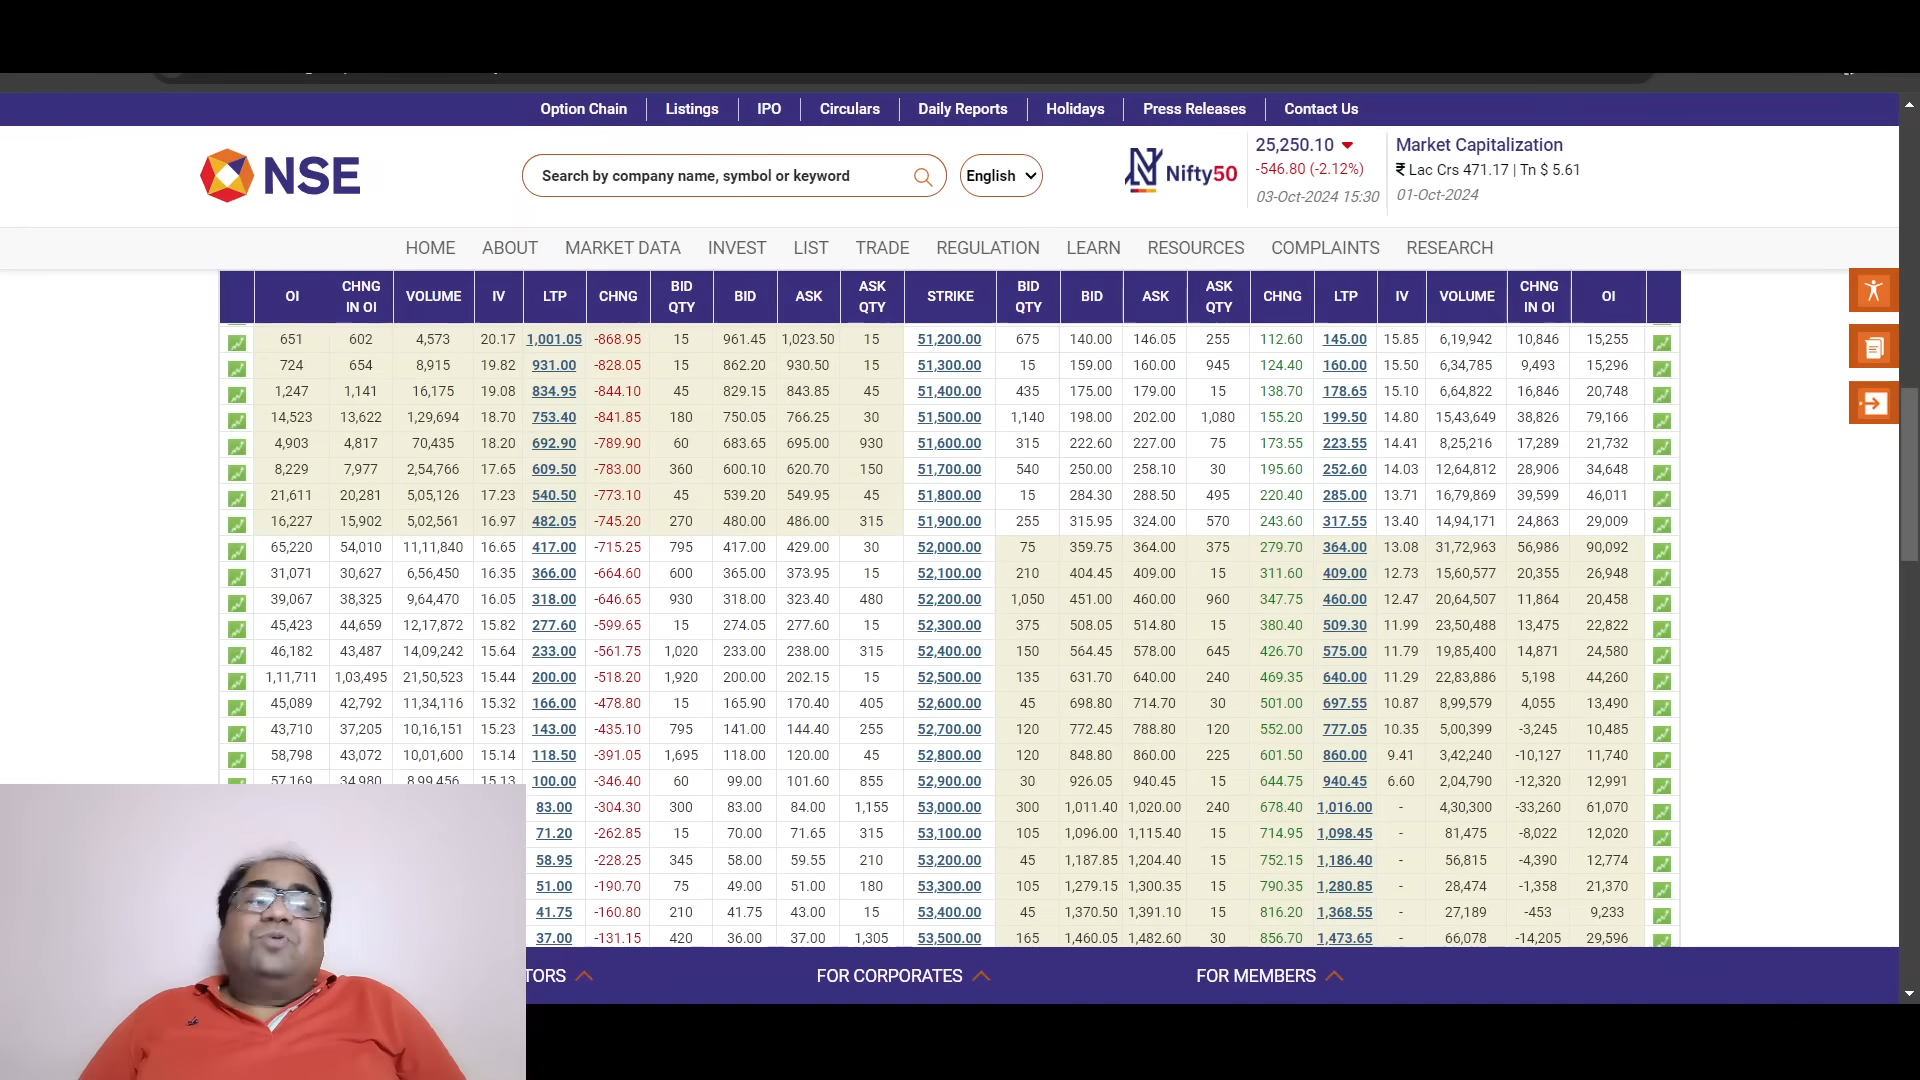 Option Chain Listings IPO Circulars Daily Reports Holidays Press Releases Contact Us
NSE
Search by company name, symbol or keyword
English
Nifty50
25,250.10
-546.80 (-2.12%)
03-Oct-2024 15:30
Market Capitalization
₹ Lac Crs 471.17 | Tn $ 5.61
01-Oct-2024
HOME ABOUT MARKET DATA INVEST LIST TRADE REGULATION LEARN RESOURCES COMPLAINTS RESEARCH
OI CHNG IN OI VOLUME IV LTP CHNG BID QTY BID ASK ASK QTY STRIKE BID QTY BID ASK ASK QTY CHNG LTP IV VOLUME CHNG IN OI OI
651 602 4,573 20.17 1,001.05 -868.95 15 961.45 1,023.50 15 51,200.00 675 140.00 146.05 255 112.60 145.00 15.85 6,19,942 10,846 15,255
724 654 8,915 19.82 931.00 -828.05 15 862.20 930.50 15 51,300.00 15 159.00 160.00 945 124.40 160.00 15.50 6,34,785 9,493 15,296
1,247 1,141 16,175 19.08 834.95 -844.10 45 829.15 843.85 45 51,400.00 435 175.00 179.00 15 138.70 178.65 15.10 6,64,822 16,846 20,748
14,523 13,622 1,29,694 18.70 753.40 -841.85 180 750.05 766.25 30 51,500.00 1,140 198.00 202.00 1,080 155.20 199.50 14.80 15,43,649 38,826 79,166
4,903 4,817 70,435 18.20 692.90 -789.90 60 683.65 695.00 930 51,600.00 315 222.60 227.00 75 173.55 223.55 14.41 8,25,216 17,289 21,732
8,229 7,977 2,54,766 17.65 609.50 -783.00 360 600.10 620.70 150 51,700.00 540 250.00 258.10 30 195.60 252.60 14.03 12,64,812 28,906 34,648
21,611 20,281 5,05,126 17.23 540.50 -773.10 45 539.20 549.95 45 51,800.00 15 284.30 288.50 495 220.40 285.00 13.71 16,79,869 39,599 46,011
16,227 15,902 5,02,561 16.97 482.05 -745.20 270 480.00 486.00 315 51,900.00 255 315.95 324.00 570 243.60 317.55 13.40 14,94,171 24,863 29,009
65,220 54,010 11,11,840 16.65 417.00 -715.25 795 417.00 429.00 30 52,000.00 75 359.75 364.00 375 279.70 364.00 13.08 31,72,963 56,986 90,092
31,071 30,627 6,56,450 16.35 366.00 -664.60 600 365.00 373.95 15 52,100.00 210 404.45 409.00 15 311.60 409.00 12.73 15,60,577 20,355 26,948
39,067 38,325 9,64,470 16.05 318.00 -646.65 930 318.00 323.40 480 52,200.00 1,050 451.00 460.00 960 347.75 460.00 12.47 20,64,507 11,864 20,458
45,423 44,659 12,17,872 15.82 277.60 -599.65 15 274.05 277.60 15 52,300.00 375 508.05 514.80 15 380.40 509.30 11.99 23,50,488 13,475 22,822
46,182 43,487 14,09,242 15.64 233.00 -561.75 1,020 233.00 238.00 315 52,400.00 150 564.45 578.00 645 426.70 575.00 11.79 19,85,400 14,871 24,580
1,11,711 1,03,495 21,50,523 15.44 200.00 -518.20 1,920 200.00 202.15 15 52,500.00 135 631.70 640.00 240 469.35 640.00 11.29 22,83,886 5,198 44,260
45,089 42,792 11,34,116 15.32 166.00 -478.80 15 165.90 170.40 405 52,600.00 45 698.80 714.70 30 501.00 697.55 10.87 8,99,579 4,055 13,490
43,710 37,205 10,16,151 15.23 143.00 -435.10 795 141.00 144.40 255 52,700.00 120 772.45 788.80 120 552.00 777.05 10.35 5,00,399 -3,245 10,485
58,798 43,072 10,01,600 15.14 118.50 -391.05 1,695 118.00 120.00 45 52,800.00 120 848.80 860.00 225 601.50 860.00 9.41 3,42,240 -10,127 11,740
57,169 34,980 8,99,456 15.13 100.00 -346.40 60 99.00 101.60 855 52,900.00 30 926.05 940.45 15 644.75 940.45 6.60 2,04,790 -12,320 12,991
83.00 -304.30 300 83.00 84.00 1,155 53,000.00 300 1,011.40 1,020.00 240 678.40 1,016.00 - 4,30,300 -33,260 61,070
71.20 -262.85 15 70.00 71.65 315 53,100.00 105 1,096.00 1,115.40 15 714.95 1,098.45 - 81,475 -8,022 12,020
58.95 -228.25 345 58.00 59.55 210 53,200.00 45 1,187.85 1,204.40 15 752.15 1,186.40 - 56,815 -4,390 12,774
51.00 -190.70 75 49.00 51.00 180 53,300.00 105 1,279.15 1,300.35 15 790.35 1,280.85 - 28,474 -1,358 21,370
41.75 -160.80 210 41.75 43.00 15 53,400.00 45 1,370.50 1,391.10 15 816.20 1,368.55 - 27,189 -453 9,233
37.00 -131.15 420 36.00 37.00 1,305 53,500.00 165 1,460.05 1,482.60 30 856.70 1,473.65 - 66,078 -14,205 29,596
TORS FOR CORPORATES FOR MEMBERS